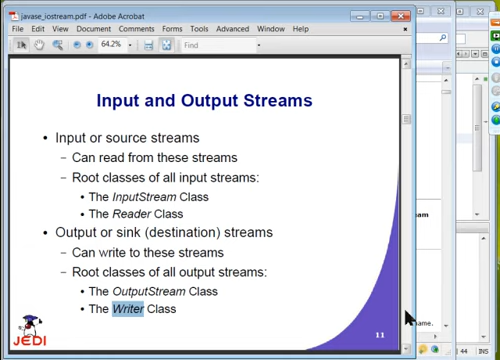 javase_iostream.pdf - Adobe Acrobat
File Edit View Document Comments Forms Tools Advanced Window Help
64.2% Find
Input and Output Streams
• Input or source streams
– Can read from these streams
– Root classes of all input streams:
• The InputStream Class
• The Reader Class
• Output or sink (destination) streams
– Can write to these streams
– Root classes of all output streams:
• The OutputStream Class
• The Writer Class
JEDI
11
name.
44 INS